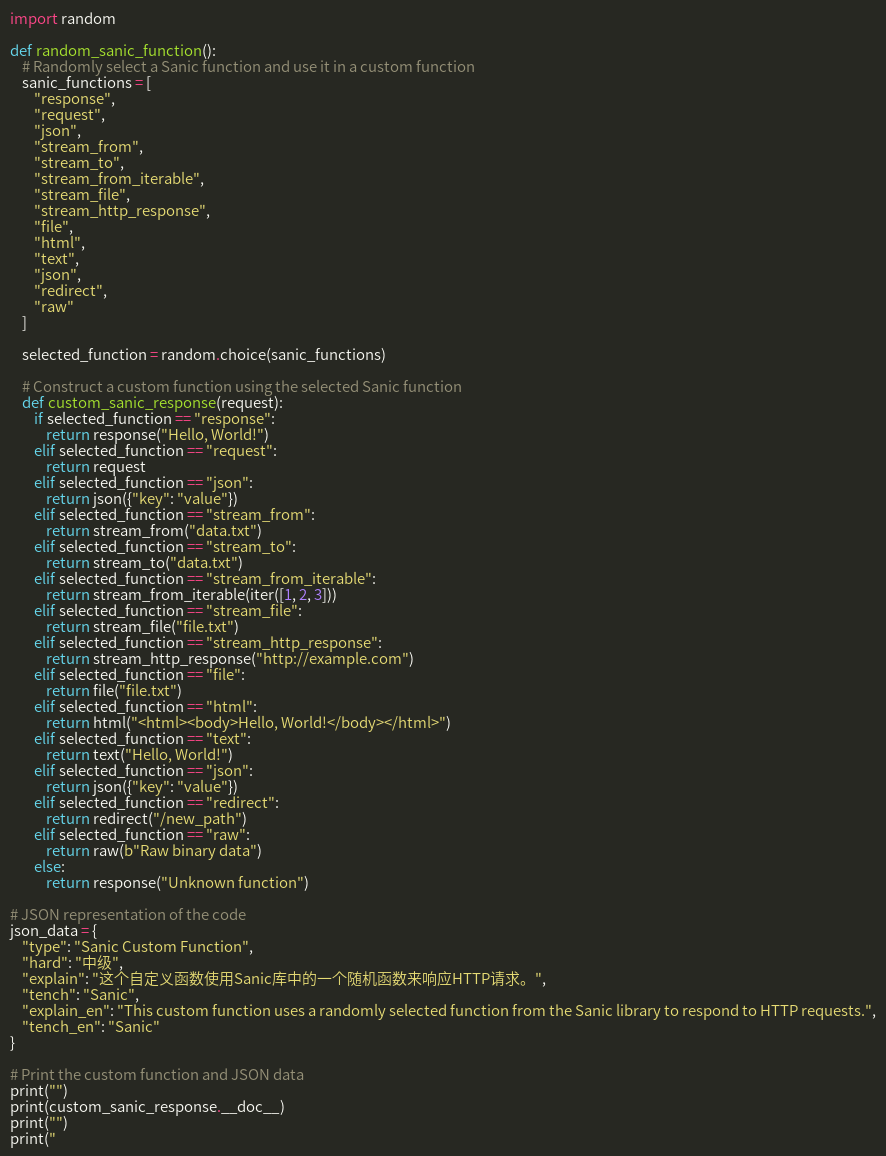 import random

def random_sanic_function():
    # Randomly select a Sanic function and use it in a custom function
    sanic_functions = [
        "response",
        "request",
        "json",
        "stream_from",
        "stream_to",
        "stream_from_iterable",
        "stream_file",
        "stream_http_response",
        "file",
        "html",
        "text",
        "json",
        "redirect",
        "raw"
    ]

    selected_function = random.choice(sanic_functions)

    # Construct a custom function using the selected Sanic function
    def custom_sanic_response(request):
        if selected_function == "response":
            return response("Hello, World!")
        elif selected_function == "request":
            return request
        elif selected_function == "json":
            return json({"key": "value"})
        elif selected_function == "stream_from":
            return stream_from("data.txt")
        elif selected_function == "stream_to":
            return stream_to("data.txt")
        elif selected_function == "stream_from_iterable":
            return stream_from_iterable(iter([1, 2, 3]))
        elif selected_function == "stream_file":
            return stream_file("file.txt")
        elif selected_function == "stream_http_response":
            return stream_http_response("http://example.com")
        elif selected_function == "file":
            return file("file.txt")
        elif selected_function == "html":
            return html("<html><body>Hello, World!</body></html>")
        elif selected_function == "text":
            return text("Hello, World!")
        elif selected_function == "json":
            return json({"key": "value"})
        elif selected_function == "redirect":
            return redirect("/new_path")
        elif selected_function == "raw":
            return raw(b"Raw binary data")
        else:
            return response("Unknown function")

# JSON representation of the code
json_data = {
    "type": "Sanic Custom Function",
    "hard": "中级",
    "explain": "这个自定义函数使用Sanic库中的一个随机函数来响应HTTP请求。",
    "tench": "Sanic",
    "explain_en": "This custom function uses a randomly selected function from the Sanic library to respond to HTTP requests.",
    "tench_en": "Sanic"
}

# Print the custom function and JSON data
print("")
print(custom_sanic_response.__doc__)
print("")
print("